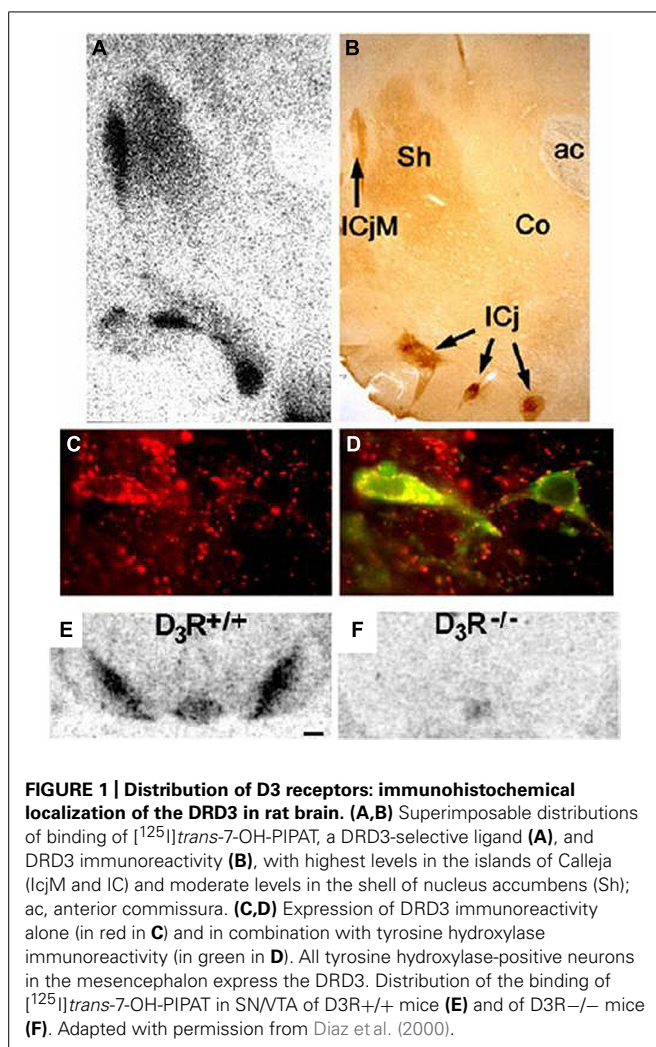 A
B
Sh
ac
ICjM
Co
ICj
C
D
E
D3R+/+
F
D3R-/-
FIGURE 1 | Distribution of D3 receptors: immunohistochemical
localization of the DRD3 in rat brain. (A,B) Superimposable distributions
of binding of [125I]trans-7-OH-PIPAT, a DRD3-selective ligand (A), and
DRD3 immunoreactivity (B), with highest levels in the islands of Calleja
(IcjM and IC) and moderate levels in the shell of nucleus accumbens (Sh);
ac, anterior commissura. (C,D) Expression of DRD3 immunoreactivity
alone (in red in C) and in combination with tyrosine hydroxylase
immunoreactivity (in green in D). All tyrosine hydroxylase-positive neurons
in the mesencephalon express the DRD3. Distribution of the binding of
[125I]trans-7-OH-PIPAT in SN/VTA of D3R+/+ mice (E) and of D3R−/− mice
(F). Adapted with permission from Diaz et al. (2000).